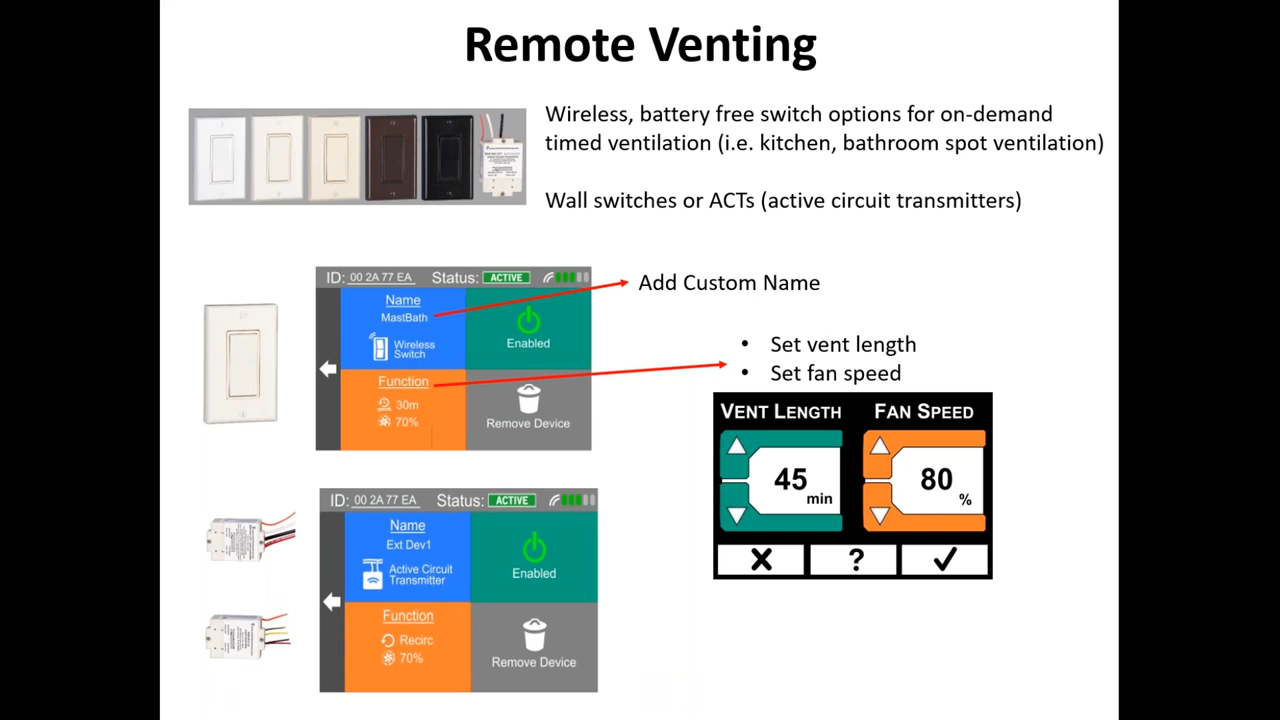 Remote Venting
Wireless, battery free switch options for on-demand
timed ventilation (i.e. kitchen, bathroom spot ventilation)
Wall switches or ACTs (active circuit transmitters)
ID: 00 2A 77 EA Status: ACTIVE
Name
MastBath
Wireless
Switch
Enabled
Function
30m
70%
Remove Device
Add Custom Name
• Set vent length
• Set fan speed
VENT LENGTH FAN SPEED
45 min 80 %
?
ID: 00 2A 77 EA Status: ACTIVE
Name
Ext Dev1
Active Circuit
Transmitter
Enabled
Function
Recirc
70%
Remove Device